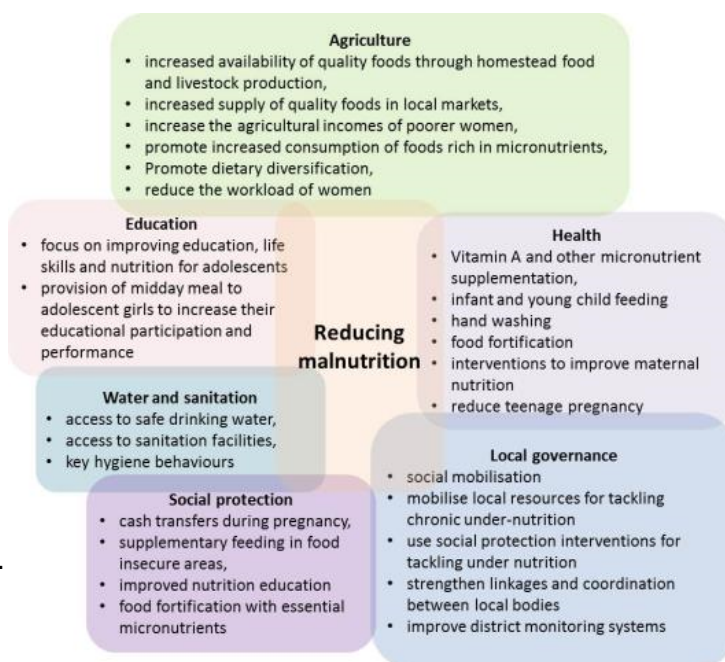 Agriculture
• increased availability of quality foods through homestead food
and livestock production,
• increased supply of quality foods in local markets,
• increase the agricultural incomes of poorer women,
• promote increased consumption of foods rich in micronutrients,
• Promote dietary diversification,
• reduce the workload of women
Education
• focus on improving education, life
skills and nutrition for adolescents
• provision of midday meal to
adolescent girls to increase their
educational participation and
performance
Reducing
malnutrition
Health
• Vitamin A and other micronutrient
supplementation,
• infant and young child feeding
• hand washing
• food fortification
• interventions to improve maternal
nutrition
• reduce teenage pregnancy
Water and sanitation
• access to safe drinking water,
• access to sanitation facilities,
• key hygiene behaviours
Social protection
• cash transfers during pregnancy,
• supplementary feeding in food
insecure areas,
• improved nutrition education
• food fortification with essential
micronutrients
Local governance
• social mobilisation
• mobilise local resources for tackling
chronic under-nutrition
• use social protection interventions for
tackling under nutrition
• strengthen linkages and coordination
between local bodies
• improve district monitoring systems